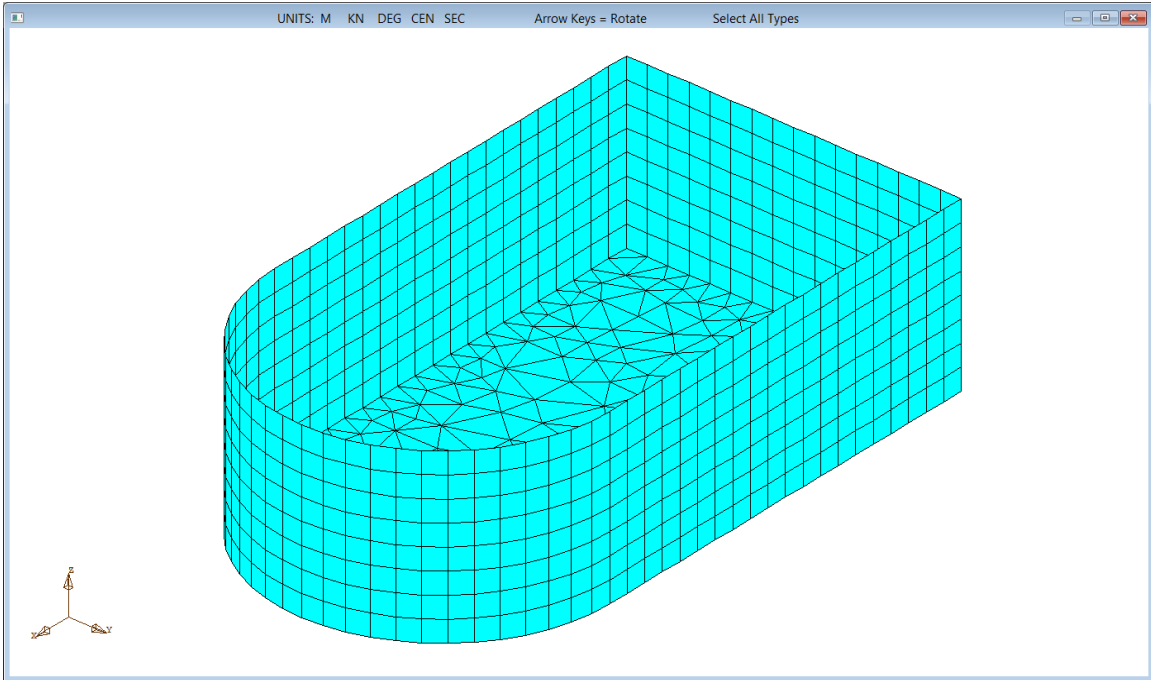 UNITS: M KN DEG CEN SEC Arrow Keys = Rotate Select All Types
Z
X Y